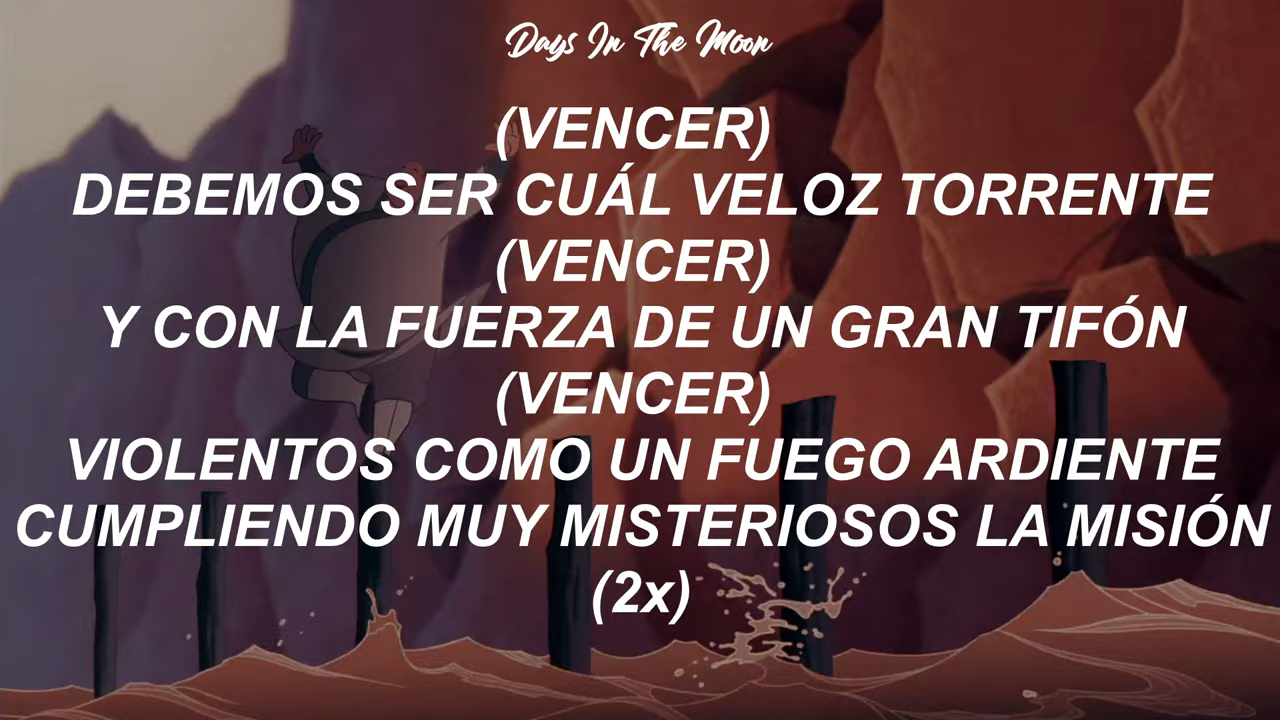 Days In The Moon
(VENCER)
DEBEMOS SER CUÁL VELOZ TORRENTE
(VENCER)
Y CON LA FUERZA DE UN GRAN TIFÓN
(VENCER)
VIOLENTOS COMO UN FUEGO ARDIENTE
CUMPLIENDO MUY MISTERIOSOS LA MISIÓN
(2x)